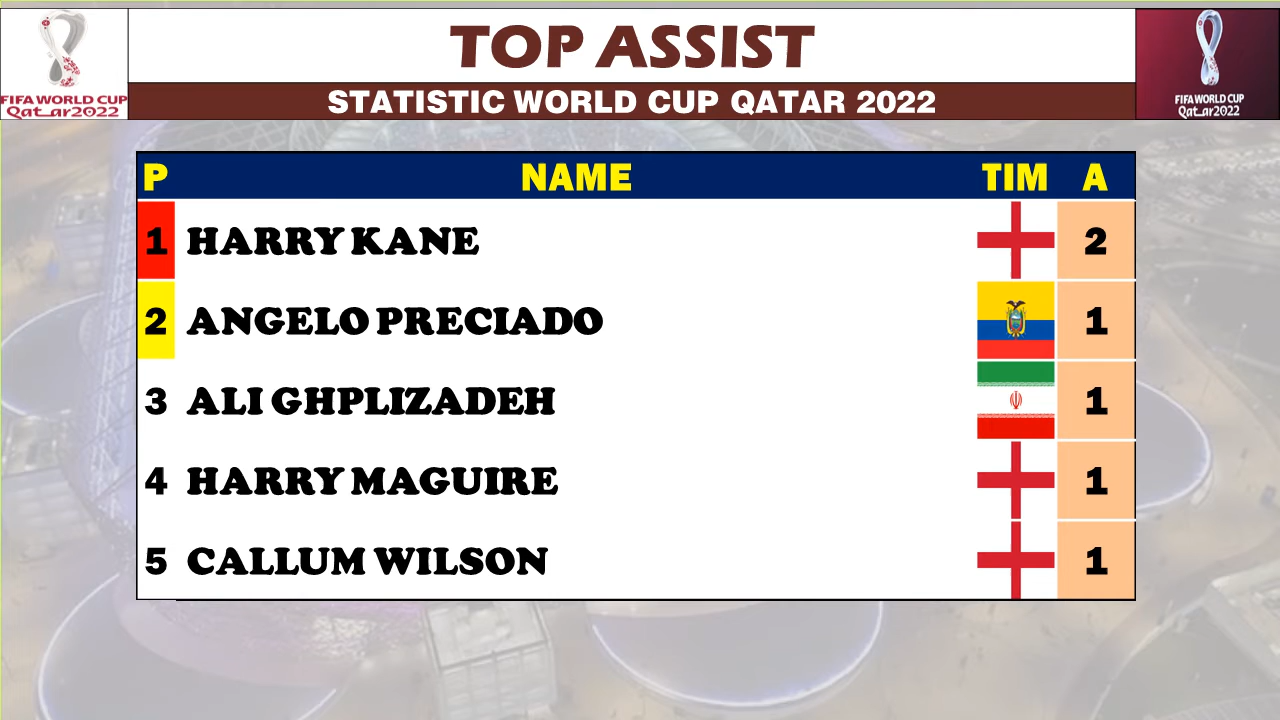 TOP ASSIST
STATISTIC WORLD CUP QATAR 2022
FIFA WORLD CUP
Qatar2022
FIFA WORLD CUP
Qatar2022
P NAME TIM A
1 HARRY KANE 2
2 ANGELO PRECIADO 1
3 ALI GHPLIZADEH 1
4 HARRY MAGUIRE 1
5 CALLUM WILSON 1